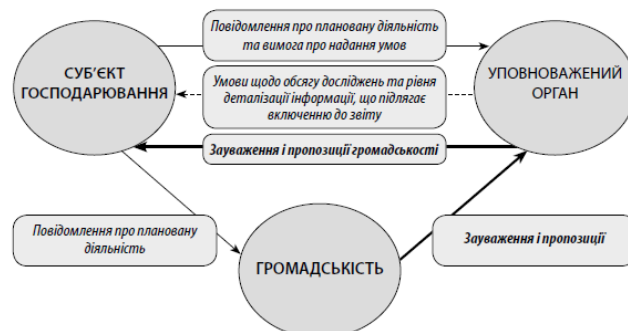 Повідомлення про плановану діяльність
та вимога про надання умов
СУБ'ЄКТ
ГОСПОДАРЮВАННЯ
Умови щодо обсягу досліджень та рівня
деталізації інформації, що підлягає
включенню до звіту
УПОВНОВАЖЕНИЙ
ОРГАН
Зауваження і пропозиції громадськості
Повідомлення про плановану
діяльність
Зауваження і пропозиції
ГРОМАДСЬКІСТЬ